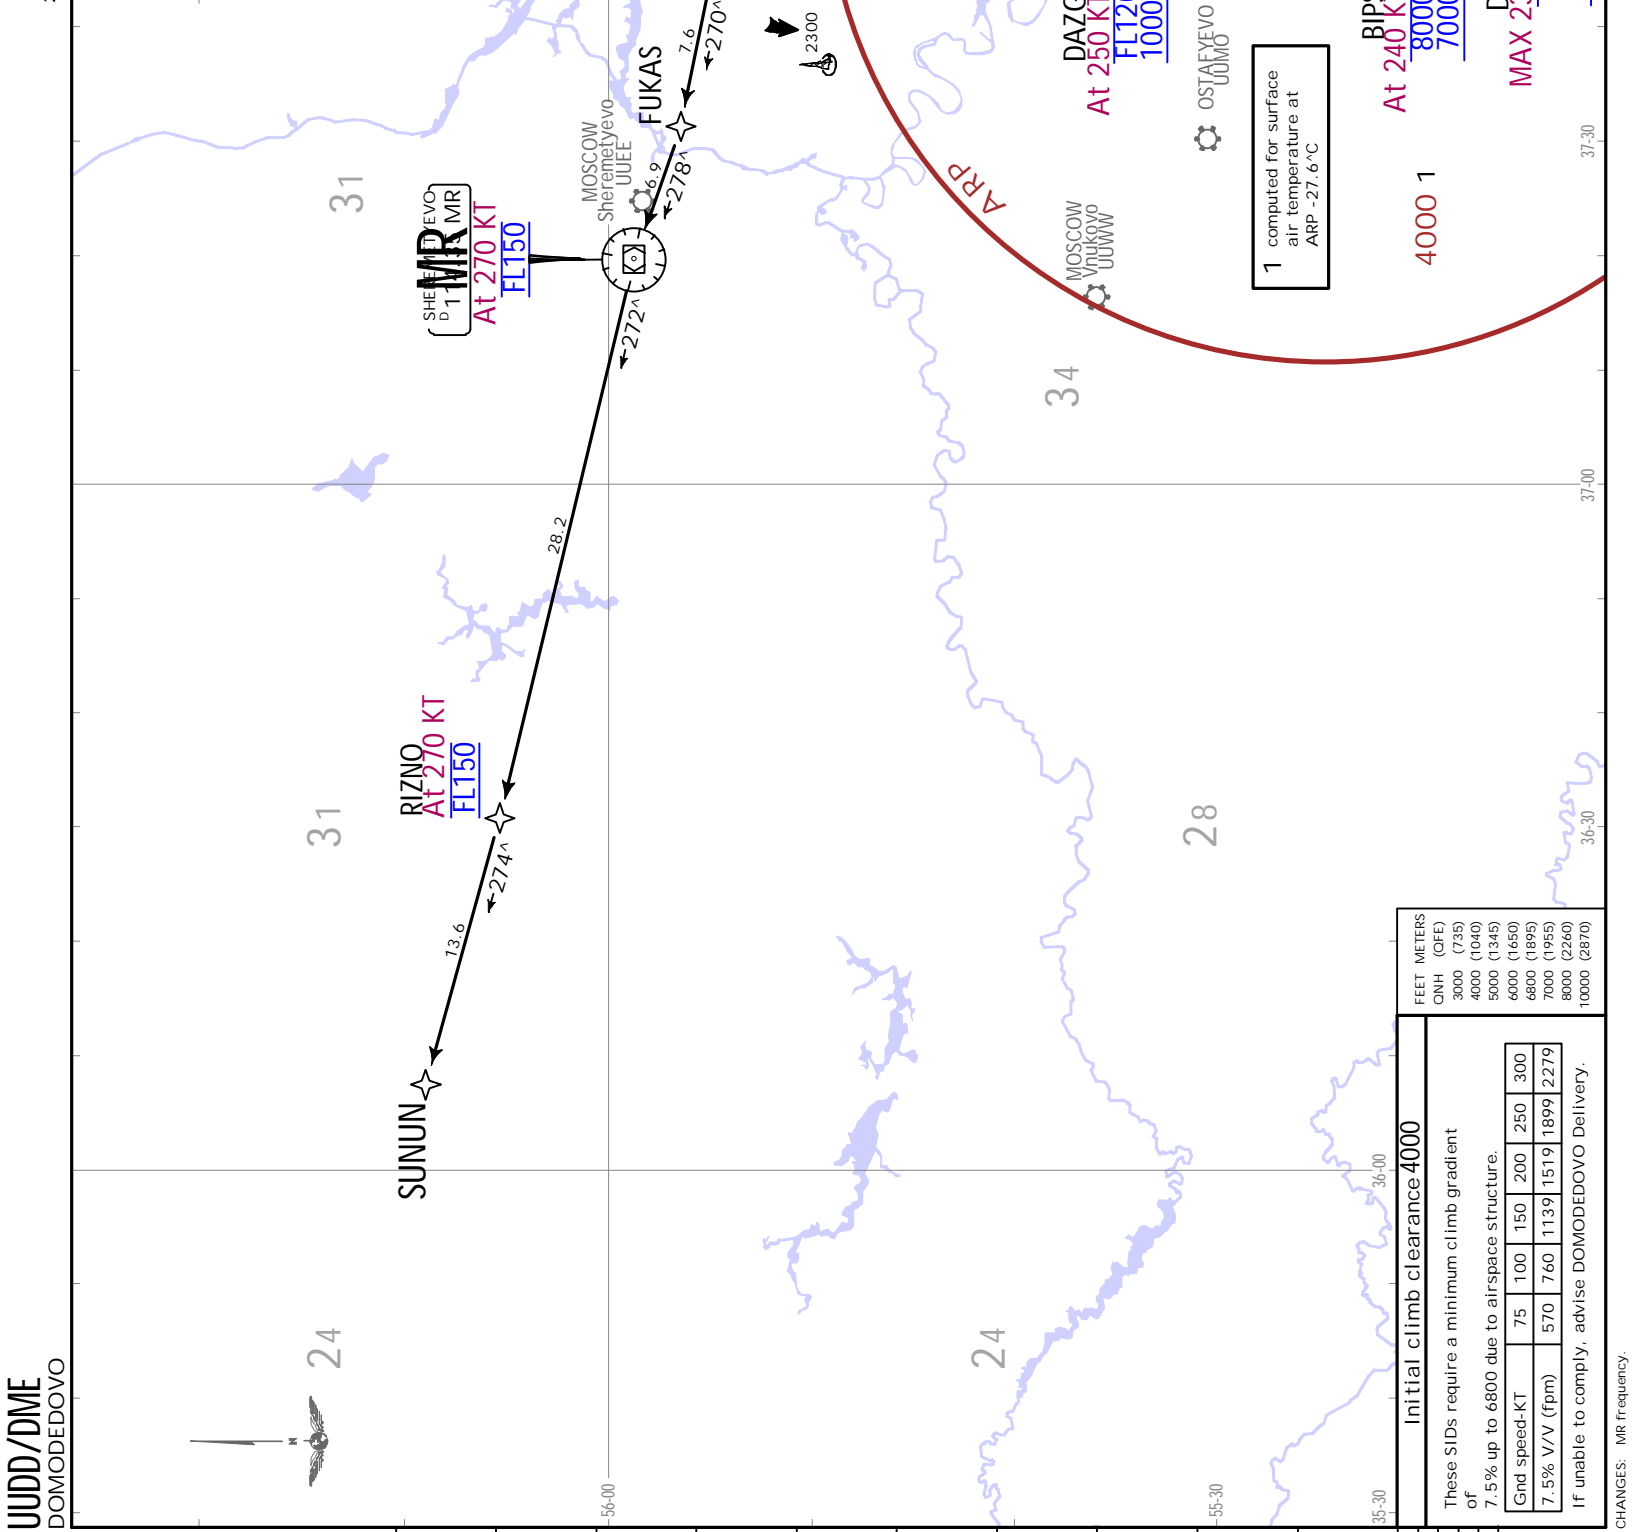 UUDD/DME
DOMODEDOVO
24
24
SUNUN
13.6
274^
31
RIZNO
At 270 KT
FL150
28.2
28
272^
34
31
MR
At 270 KT
FL150
MOSCOW
Sheremetyevo
UUEE
6.9
278^
FUKAS
7.6
270^
2300
MOSCOW
Vnukovo
UUWW
ARP
OSTAFYEVO
UUMO
At 250 KT
1 computed for surface
air temperature at
ARP -27.6^C
4000 1
At 240 K
8000
7000
MAX 23
56-00
55-30
35-30
36-00
36-30
37-00
37-30
Initial climb clearance 4000
These SIDs require a minimum climb gradient
of
7.5% up to 6800 due to airspace structure.
Gnd speed-KT 75 100 150 200 250 300
7.5% V/V (fpm) 570 760 1139 1519 1899 2279
If unable to comply, advise DOMODEDOVO Delivery.
FEET METERS
QNH (QFE)
3000 (735)
4000 (1040)
5000 (1345)
6000 (1650)
6800 (1895)
7000 (1955)
8000 (2260)
10000 (2870)
CHANGES: MR frequency.